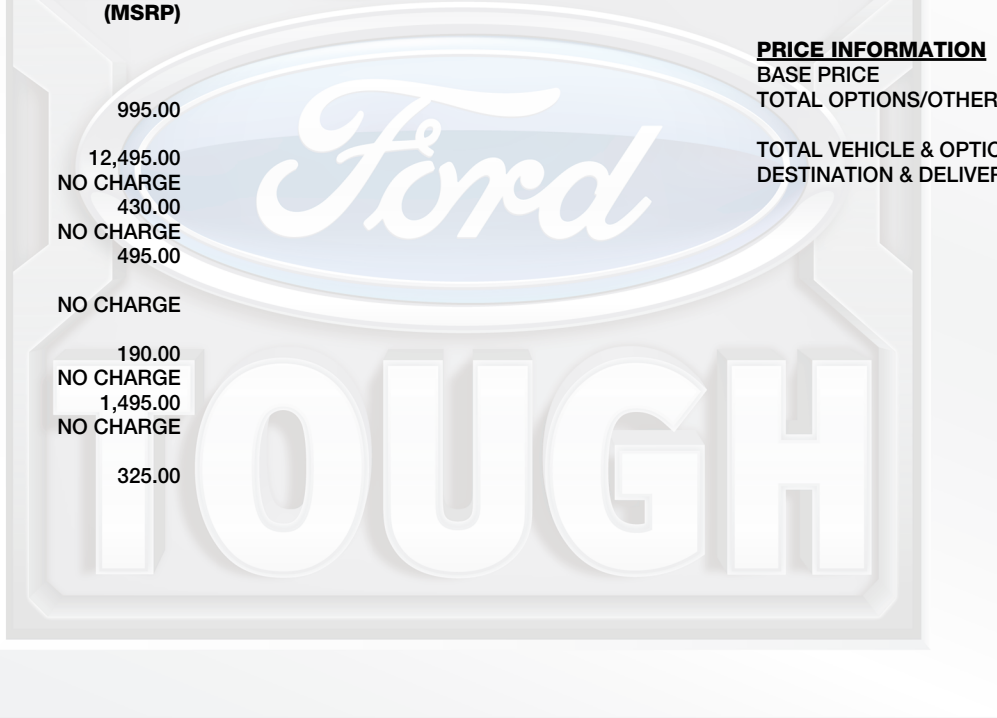 (MSRP)
995.00
12,495.00
NO CHARGE
430.00
NO CHARGE
495.00
NO CHARGE
190.00
NO CHARGE
1,495.00
NO CHARGE
325.00
PRICE INFORMATION
BASE PRICE
TOTAL OPTIONS/OTHER
TOTAL VEHICLE & OPTIO
DESTINATION & DELIVER
Ford
TOUGH